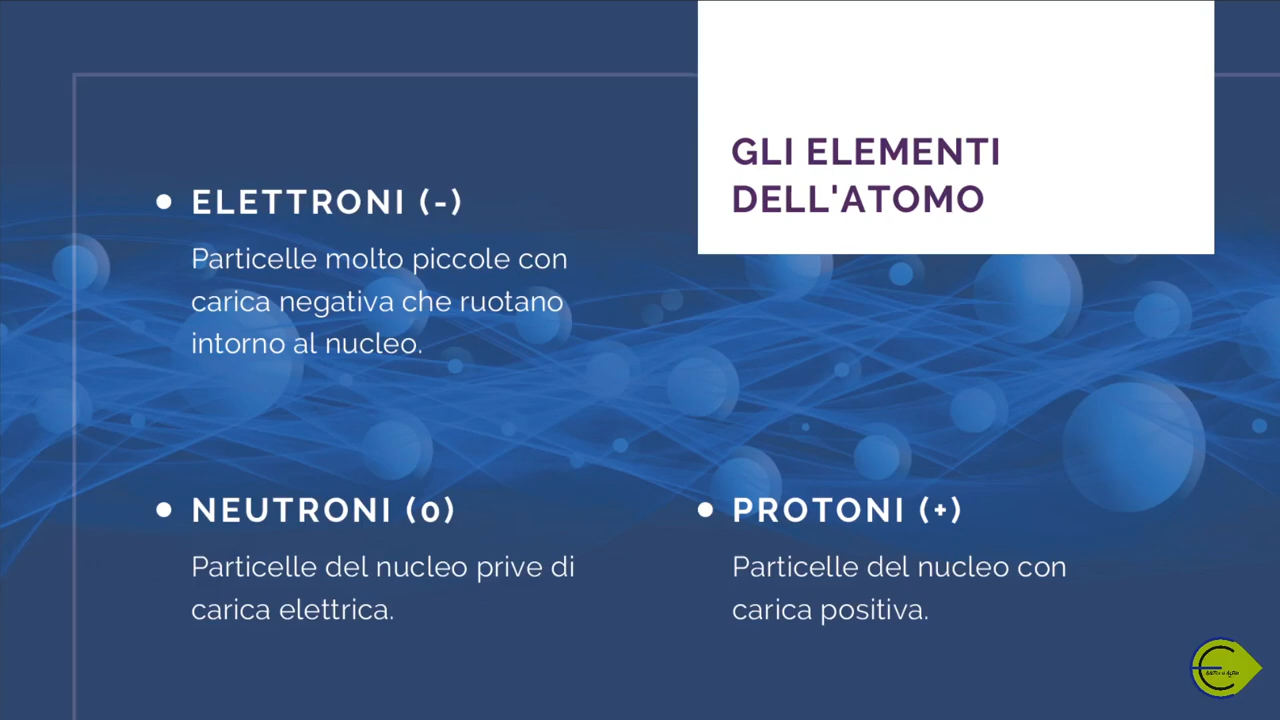 GLI ELEMENTI
DELL'ATOMO
ELETTRONI (-)
Particelle molto piccole con
carica negativa che ruotano
intorno al nucleo.
NEUTRONI (0)
Particelle del nucleo prive di
carica elettrica.
PROTONI (+)
Particelle del nucleo con
carica positiva.